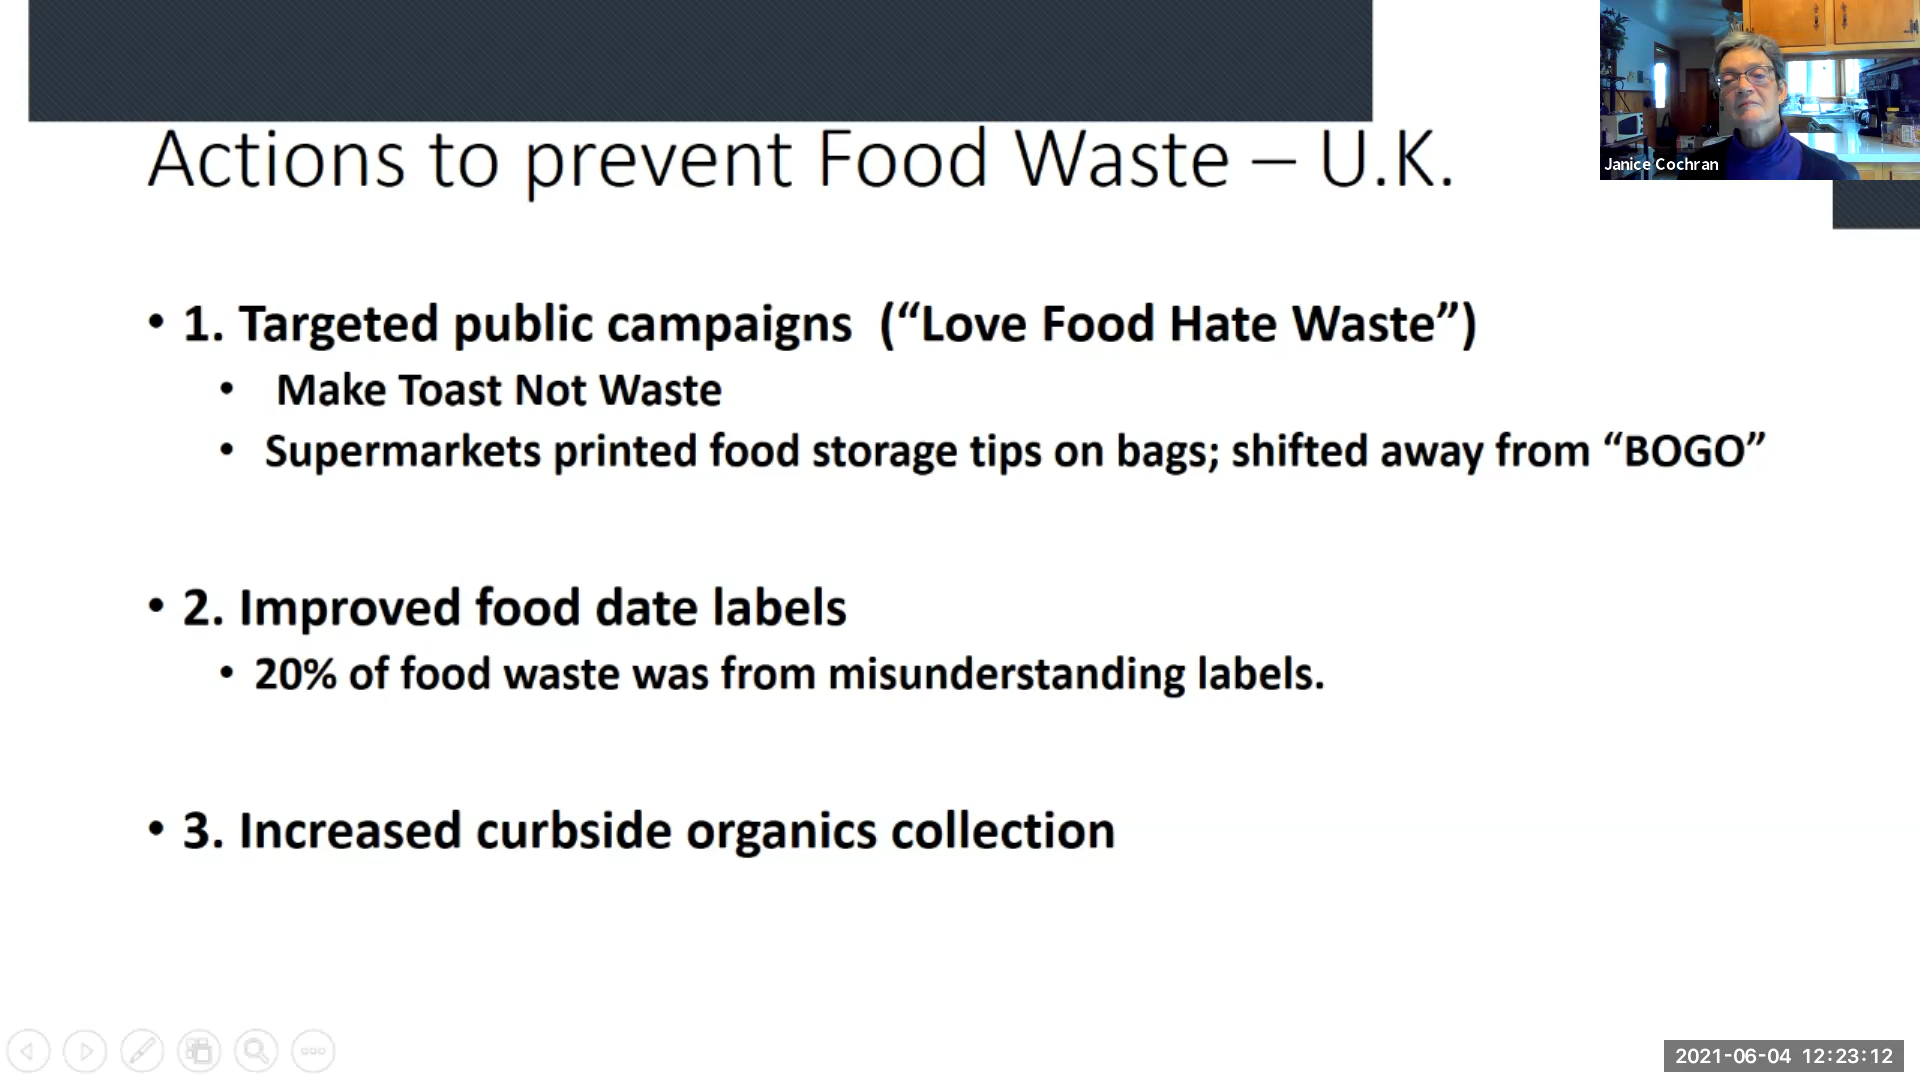 Actions to prevent Food Waste – U.K.
Janice Cochran
• 1. Targeted public campaigns (“Love Food Hate Waste”)
• Make Toast Not Waste
• Supermarkets printed food storage tips on bags; shifted away from “BOGO”
• 2. Improved food date labels
• 20% of food waste was from misunderstanding labels.
• 3. Increased curbside organics collection
2021-06-04 12:23:12